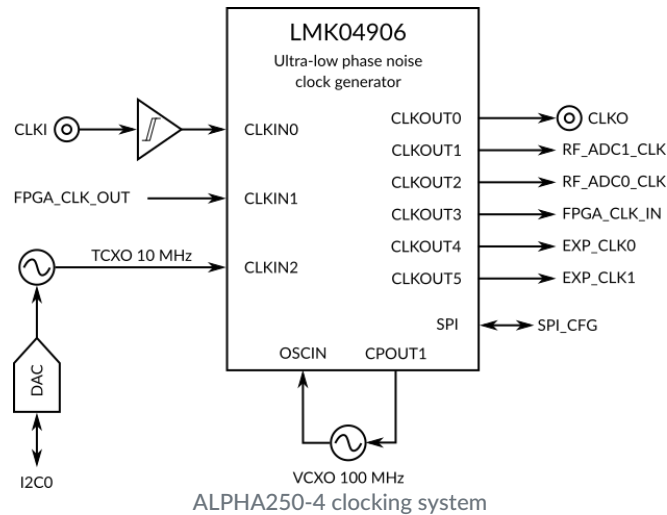 LMK04906
Ultra-low phase noise
clock generator
CLKI
CLKIN0
FPGA_CLK_OUT
CLKIN1
TCXO 10 MHz
CLKIN2
CLKOUT0
CLKO
CLKOUT1
RF_ADC1_CLK
CLKOUT2
RF_ADC0_CLK
CLKOUT3
FPGA_CLK_IN
CLKOUT4
EXP_CLK0
CLKOUT5
EXP_CLK1
SPI
SPI_CFG
OSCIN
CPOUT1
DAC
I2C0
VCXO 100 MHz
ALPHA250-4 clocking system